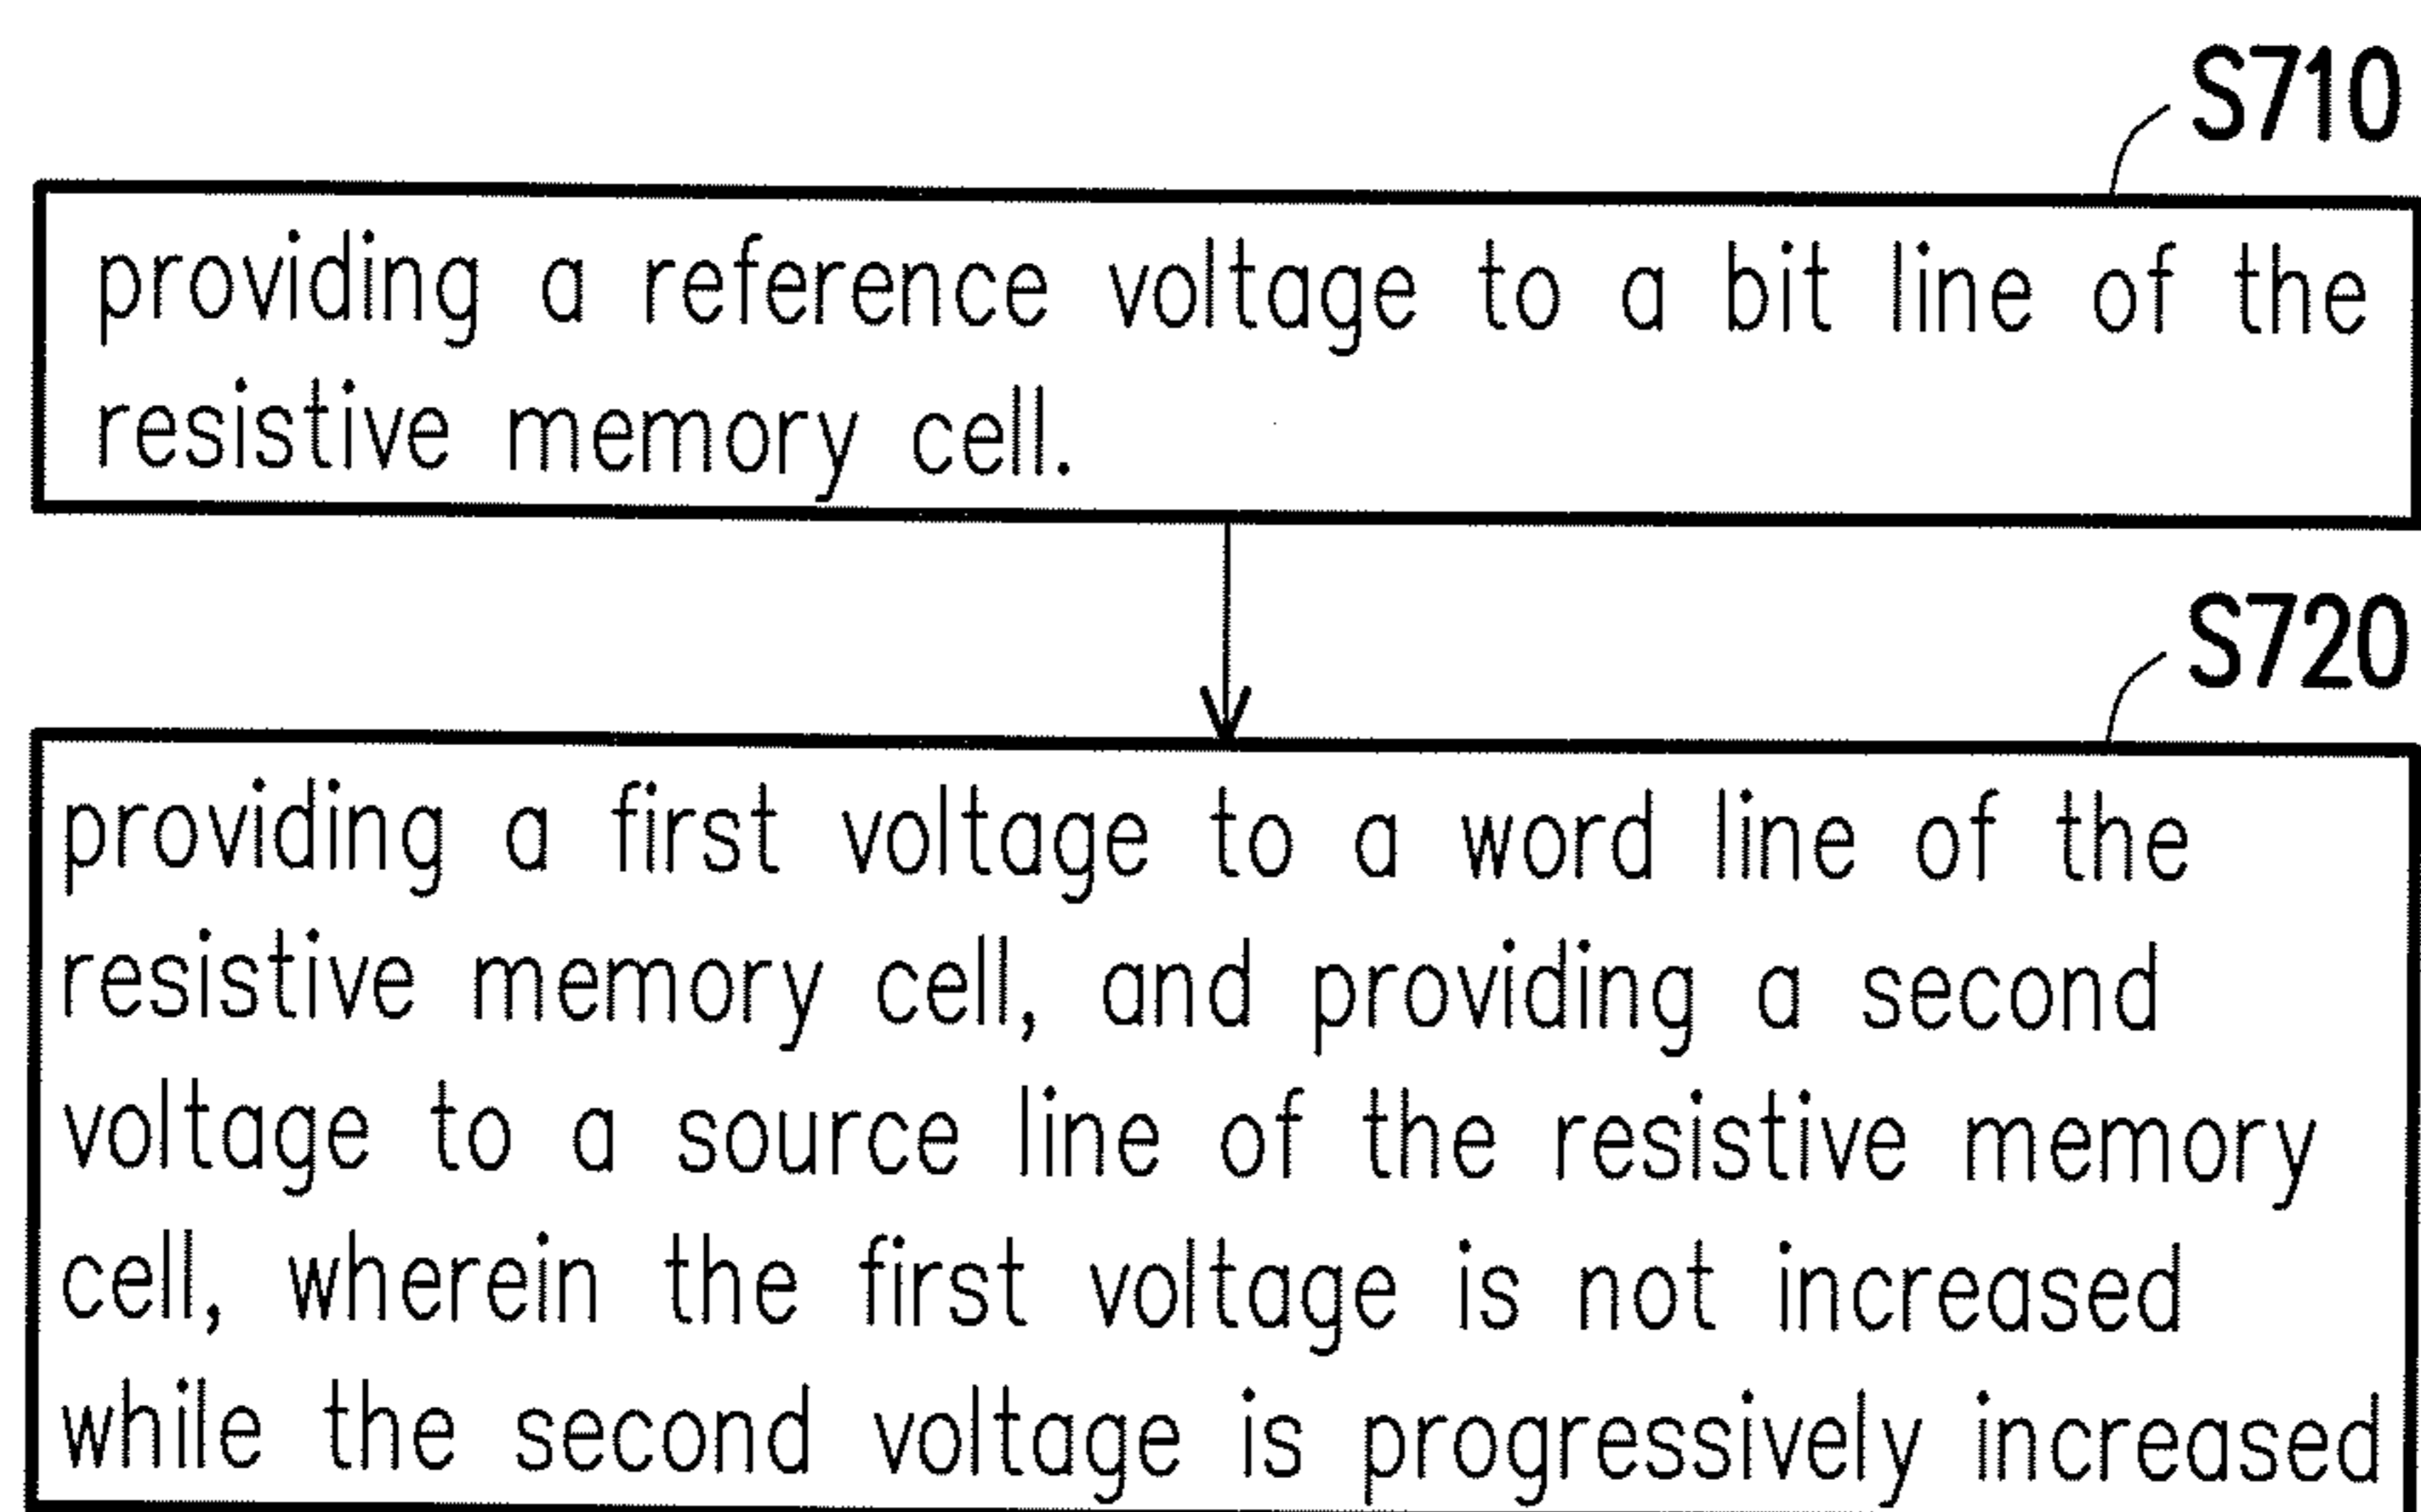 S710
providing a reference voltage to a bit line of the
resistive memory cell.
S720
providing a first voltage to a word line of the
resistive memory cell, and providing a second
voltage to a source line of the resistive memory
cell, wherein the first voltage is not increased
while the second voltage is progressively increased